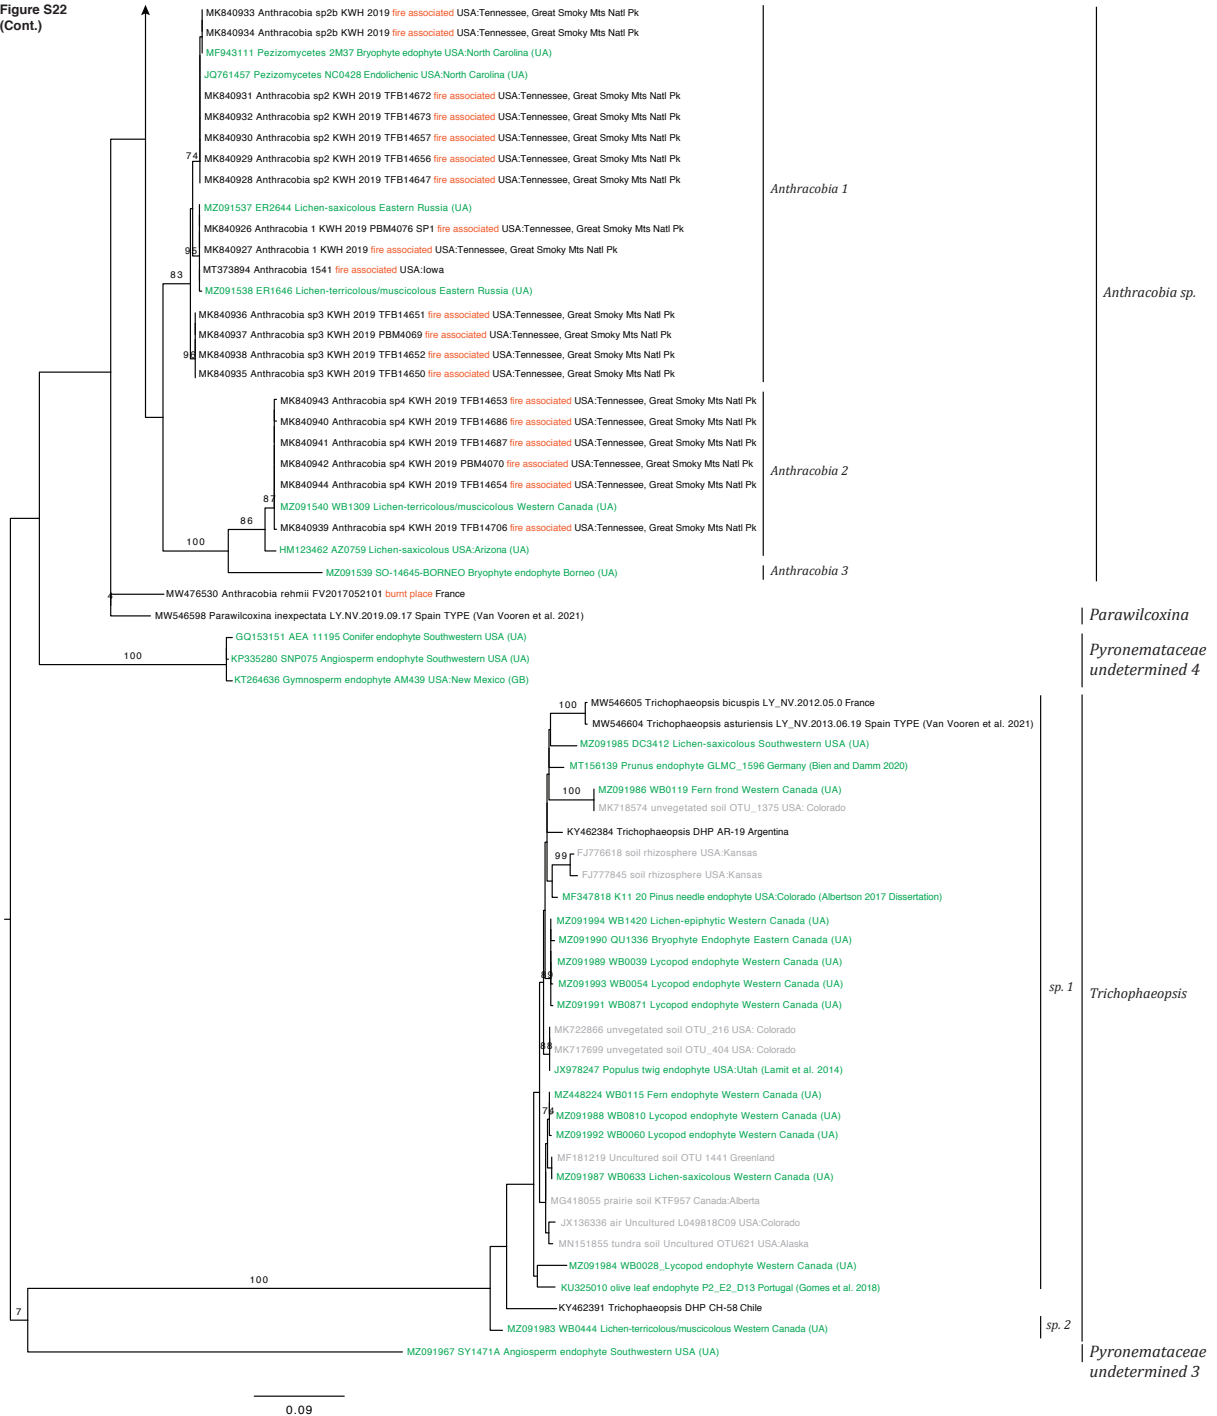 Figure S22
(Cont.)
MK840933 Anthracobia sp2b KWH 2019 fire associated USA:Tennessee, Great Smoky Mts Natl Pk
MK840934 Anthracobia sp2b KWH 2019 fire associated USA:Tennessee, Great Smoky Mts Natl Pk
MF943111 Pezizomycetes 2M37 Bryophyte edophyte USA:North Carolina (UA)
JQ761457 Pezizomycetes NC0428 Endolichenic USA:North Carolina (UA)
MK840931 Anthracobia sp2 KWH 2019 TFB14672 fire associated USA:Tennessee, Great Smoky Mts Natl Pk
MK840932 Anthracobia sp2 KWH 2019 TFB14673 fire associated USA:Tennessee, Great Smoky Mts Natl Pk
MK840930 Anthracobia sp2 KWH 2019 TFB14657 fire associated USA:Tennessee, Great Smoky Mts Natl Pk
74
MK840929 Anthracobia sp2 KWH 2019 TFB14656 fire associated USA:Tennessee, Great Smoky Mts Natl Pk
MK840928 Anthracobia sp2 KWH 2019 TFB14647 fire associated USA:Tennessee, Great Smoky Mts Natl Pk
Anthracobia 1
MZ091537 ER2644 Lichen-saxicolous Eastern Russia (UA)
MK840926 Anthracobia 1 KWH 2019 PBM4076 SP1 fire associated USA:Tennessee, Great Smoky Mts Natl Pk
95
MK840927 Anthracobia 1 KWH 2019 fire associated USA:Tennessee, Great Smoky Mts Natl Pk
MT373894 Anthracobia 1541 fire associated USA:Iowa
83
MZ091538 ER1646 Lichen-terricolous/muscicolous Eastern Russia (UA)
Anthracobia sp.
MK840936 Anthracobia sp3 KWH 2019 TFB14651 fire associated USA:Tennessee, Great Smoky Mts Natl Pk
MK840937 Anthracobia sp3 KWH 2019 PBM4069 fire associated USA:Tennessee, Great Smoky Mts Natl Pk
96
MK840938 Anthracobia sp3 KWH 2019 TFB14652 fire associated USA:Tennessee, Great Smoky Mts Natl Pk
MK840935 Anthracobia sp3 KWH 2019 TFB14650 fire associated USA:Tennessee, Great Smoky Mts Natl Pk
MK840943 Anthracobia sp4 KWH 2019 TFB14653 fire associated USA:Tennessee, Great Smoky Mts Natl Pk
MK840940 Anthracobia sp4 KWH 2019 TFB14686 fire associated USA:Tennessee, Great Smoky Mts Natl Pk
MK840941 Anthracobia sp4 KWH 2019 TFB14687 fire associated USA:Tennessee, Great Smoky Mts Natl Pk
MK840942 Anthracobia sp4 KWH 2019 PBM4070 fire associated USA:Tennessee, Great Smoky Mts Natl Pk
Anthracobia 2
MK840944 Anthracobia sp4 KWH 2019 TFB14654 fire associated USA:Tennessee, Great Smoky Mts Natl Pk
87
MZ091540 WB1309 Lichen-terricolous/muscicolous Western Canada (UA)
86
MK840939 Anthracobia sp4 KWH 2019 TFB14706 fire associated USA:Tennessee, Great Smoky Mts Natl Pk
100
HM123462 AZ0759 Lichen-saxicolous USA:Arizona (UA)
MZ091539 SO-14645-BORNEO Bryophyte endophyte Borneo (UA)
Anthracobia 3
MW476530 Anthracobia rehmii FV2017052101 burnt place France
4
MW546598 Parawilcoxina inexpectata LY.NV.2019.09.17 Spain TYPE (Van Vooren et al. 2021)
Parawilcoxina
GQ153151 AEA 11195 Conifer endophyte Southwestern USA (UA)
100
KP335280 SNP075 Angiosperm endophyte Southwestern USA (UA)
KT264636 Gymnosperm endophyte AM439 USA:New Mexico (GB)
Pyronemataceae
undetermined 4
100
MW546605 Trichophaeopsis bicuspis LY_NV.2012.05.0 France
MW546604 Trichophaeopsis asturiensis LY_NV.2013.06.19 Spain TYPE (Van Vooren et al. 2021)
MZ091985 DC3412 Lichen-saxicolous Southwestern USA (UA)
MT156139 Prunus endophyte GLMC_1596 Germany (Bien and Damm 2020)
100
MZ091986 WB0119 Fern frond Western Canada (UA)
MK718574 unvegetated soil OTU_1375 USA: Colorado
KY462384 Trichophaeopsis DHP AR-19 Argentina
99
FJ776618 soil rhizosphere USA:Kansas
FJ777845 soil rhizosphere USA:Kansas
MF347818 K11 20 Pinus needle endophyte USA:Colorado (Albertson 2017 Dissertation)
MZ091994 WB1420 Lichen-epiphytic Western Canada (UA)
MZ091990 QU1336 Bryophyte Endophyte Eastern Canada (UA)
MZ091989 WB0039 Lycopod endophyte Western Canada (UA)
89
MZ091993 WB0054 Lycopod endophyte Western Canada (UA)
sp. 1
Trichophaeopsis
MZ091991 WB0871 Lycopod endophyte Western Canada (UA)
MK722866 unvegetated soil OTU_216 USA: Colorado
88
MK717699 unvegetated soil OTU_404 USA: Colorado
JX978247 Populus twig endophyte USA:Utah (Lamit et al. 2014)
MZ448224 WB0115 Fern endophyte Western Canada (UA)
74
MZ091988 WB0810 Lycopod endophyte Western Canada (UA)
MZ091992 WB0060 Lycopod endophyte Western Canada (UA)
MF181219 Uncultured soil OTU 1441 Greenland
MZ091987 WB0633 Lichen-saxicolous Western Canada (UA)
MG418055 prairie soil KTF957 Canada:Alberta
JX136336 air Uncultured L049818C09 USA:Colorado
MN151855 tundra soil Uncultured OTU621 USA:Alaska
MZ091984 WB0028_Lycopod endophyte Western Canada (UA)
100
KU325010 olive leaf endophyte P2_E2_D13 Portugal (Gomes et al. 2018)
7
KY462391 Trichophaeopsis DHP CH-58 Chile
MZ091983 WB0444 Lichen-terricolous/muscicolous Western Canada (UA)
sp. 2
MZ091967 SY1471A Angiosperm endophyte Southwestern USA (UA)
Pyronemataceae
undetermined 3
0.09